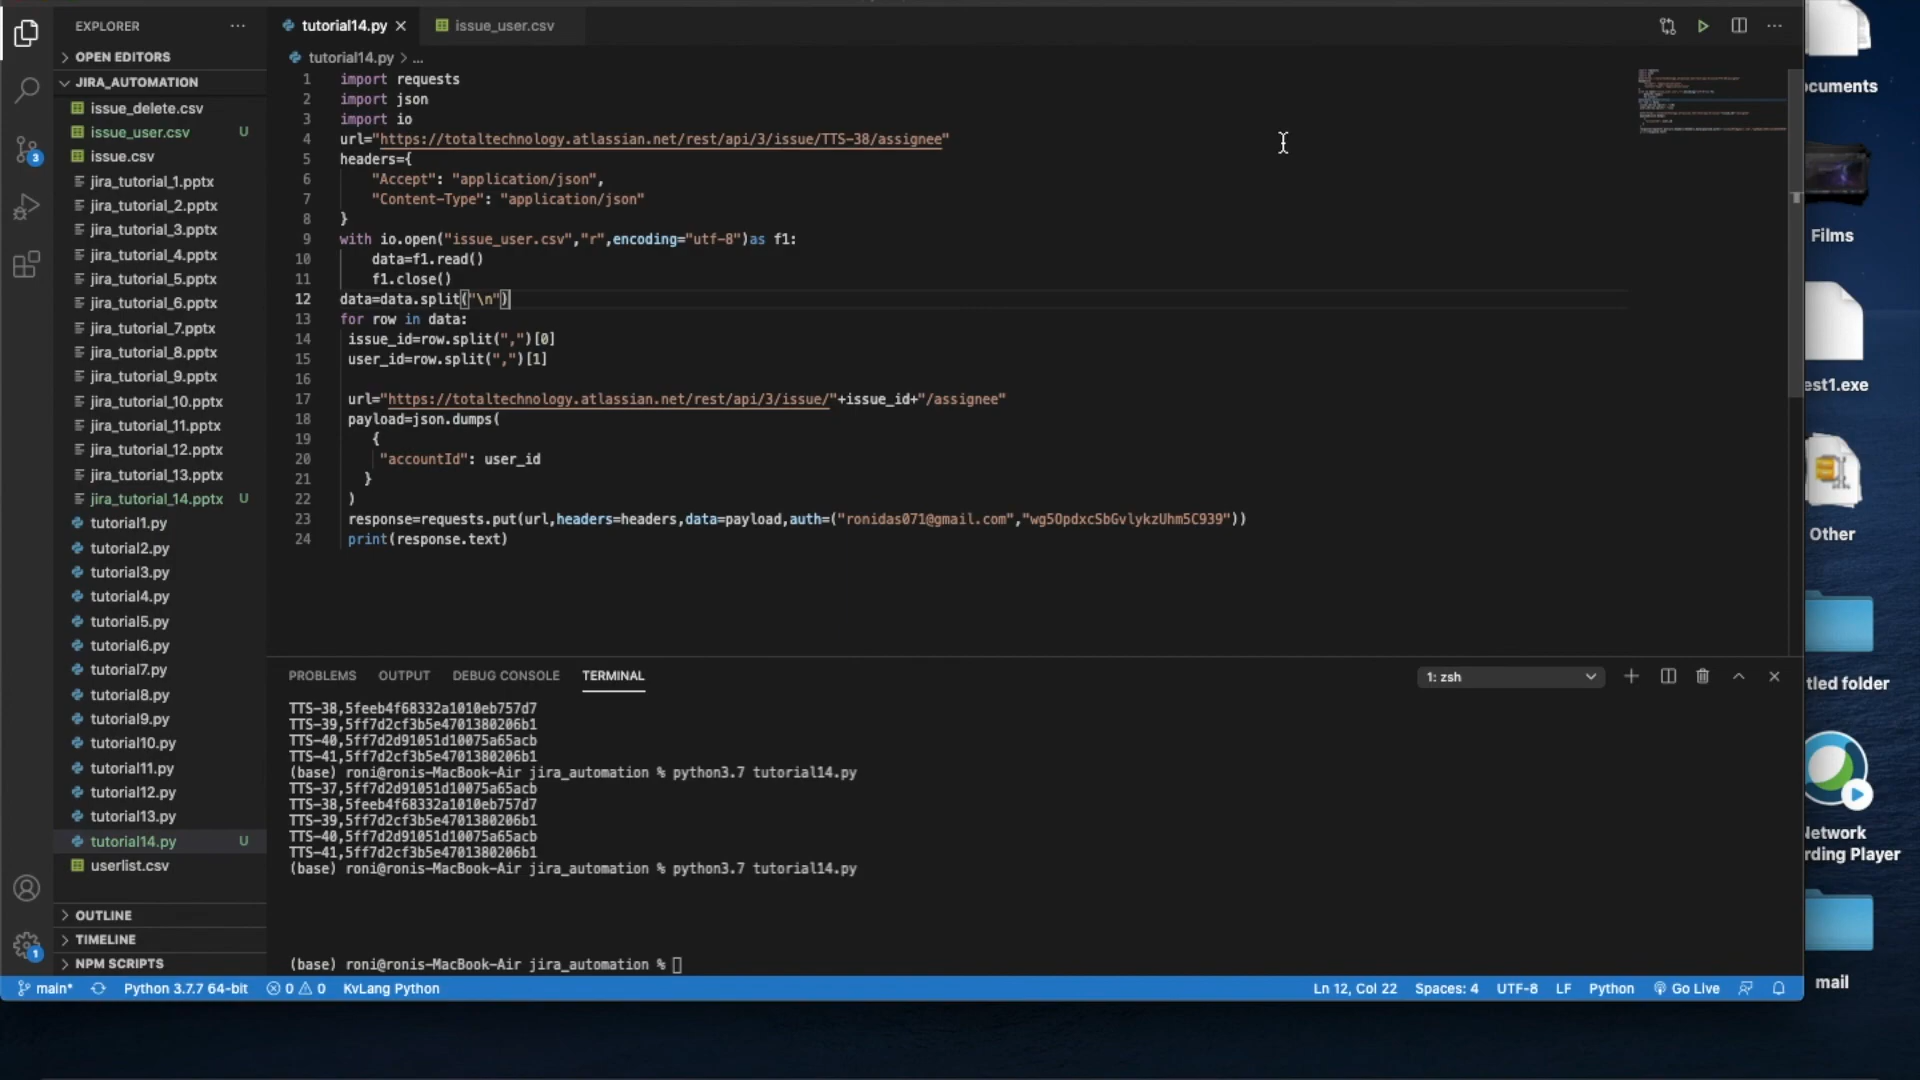 EXPLORER
tutorial14.py
issue_user.csv
OPEN EDITORS
tutorial14.py > ...
JIRA_AUTOMATION
issue_delete.csv
issue_user.csv U
issue.csv
jira_tutorial_1.pptx
jira_tutorial_2.pptx
jira_tutorial_3.pptx
jira_tutorial_4.pptx
jira_tutorial_5.pptx
jira_tutorial_6.pptx
jira_tutorial_7.pptx
jira_tutorial_8.pptx
jira_tutorial_9.pptx
jira_tutorial_10.pptx
jira_tutorial_11.pptx
jira_tutorial_12.pptx
jira_tutorial_13.pptx
jira_tutorial_14.pptx U
tutorial1.py
tutorial2.py
tutorial3.py
tutorial4.py
tutorial5.py
tutorial6.py
tutorial7.py
tutorial8.py
tutorial9.py
tutorial10.py
tutorial11.py
tutorial12.py
tutorial13.py
tutorial14.py U
userlist.csv
OUTLINE
TIMELINE
NPM SCRIPTS
3
1
1 import requests
2 import json
3 import io
4 url="https://totaltechnology.atlassian.net/rest/api/3/issue/TTS-38/assignee"
5 headers={
6 "Accept": "application/json",
7 "Content-Type": "application/json"
8 }
9 with io.open("issue_user.csv","r",encoding="utf-8")as f1:
10 data=f1.read()
11 f1.close()
12 data=data.split("\n")
13 for row in data:
14 issue_id=row.split(",")[0]
15 user_id=row.split(",")[1]
16
17 url="https://totaltechnology.atlassian.net/rest/api/3/issue/"+issue_id+"/assignee"
18 payload=json.dumps(
19 {
20 "accountId": user_id
21 }
22 )
23 response=requests.put(url,headers=headers,data=payload,auth=("ronidas071@gmail.com","wg5OpdxcSbGvlykzUhm5C939"))
24 print(response.text)
PROBLEMS OUTPUT DEBUG CONSOLE TERMINAL
1: zsh
TTS-38,5feeb4f68332a1010eb757d7
TTS-39,5ff7d2cf3b5e4701380206b1
TTS-40,5ff7d2d91051d10075a65acb
TTS-41,5ff7d2cf3b5e4701380206b1
(base) roni@ronis-MacBook-Air jira_automation % python3.7 tutorial14.py
TTS-37,5ff7d2d91051d10075a65acb
TTS-38,5feeb4f68332a1010eb757d7
TTS-39,5ff7d2cf3b5e4701380206b1
TTS-40,5ff7d2d91051d10075a65acb
TTS-41,5ff7d2cf3b5e4701380206b1
(base) roni@ronis-MacBook-Air jira_automation % python3.7 tutorial14.py
(base) roni@ronis-MacBook-Air jira_automation %
main* Python 3.7.7 64-bit 0 0 KvLang Python Ln 12, Col 22 Spaces: 4 UTF-8 LF Python Go Live
ocuments
Films
est1.exe
Other
tled folder
rding Player
mail